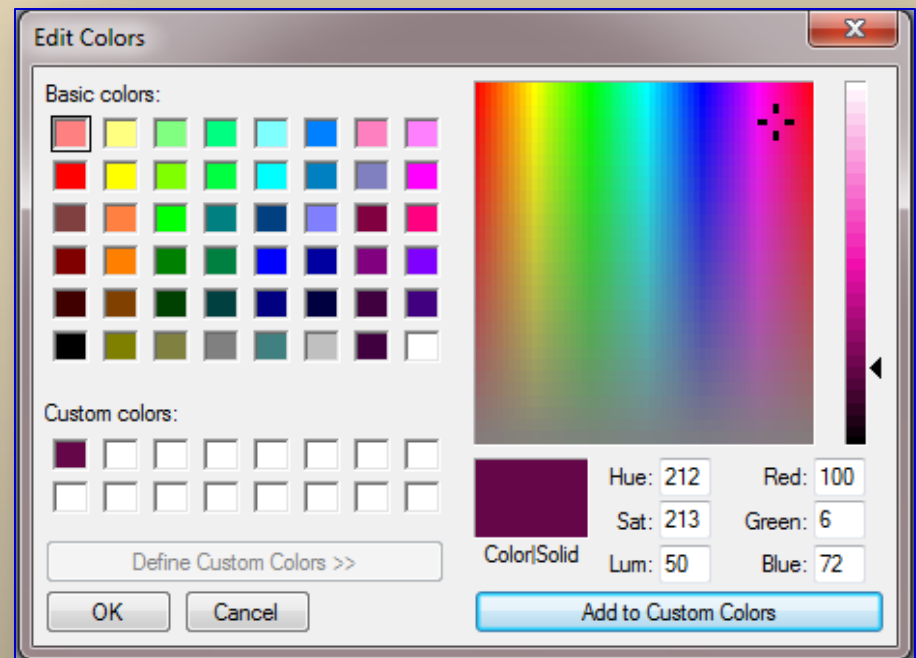 Edit Colors
Basic colors:
Custom colors:
Define Custom Colors >>
OK Cancel
Color|Solid
Hue: 212 Red: 100
Sat: 213 Green: 6
Lum: 50 Blue: 72
Add to Custom Colors